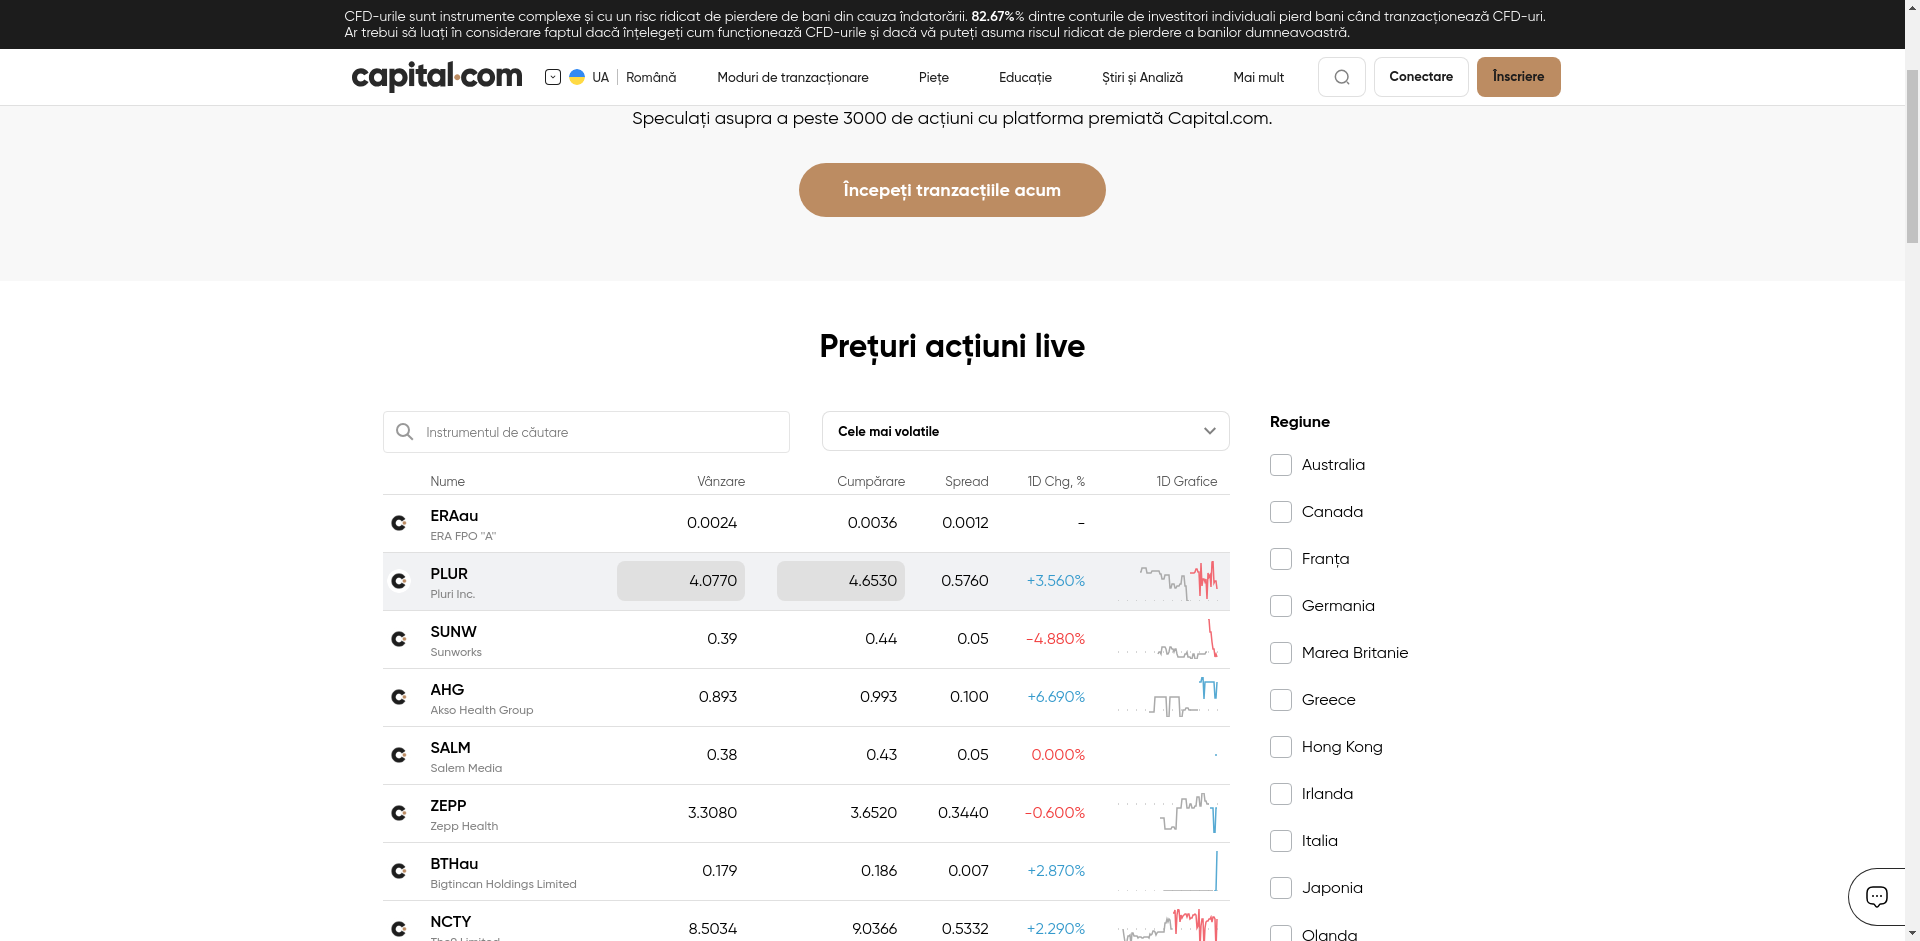 CFD-urile sunt instrumente complexe și cu un risc ridicat de pierdere de bani din cauza îndatorării. 82.67%% dintre conturile de investitori individuali pierd bani când tranzacționează CFD-uri.
Ar trebui să luați în considerare faptul dacă înțelegeți cum funcționează CFD-urile și dacă vă puteți asuma riscul ridicat de pierdere a banilor dumneavoastră.
capital.com UA Română Moduri de tranzacționare Piețe Educație Știri și Analiză Mai mult Conectare Înscriere
Speculați asupra a peste 3000 de acțiuni cu platforma premiată Capital.com.
Începeți tranzacțiile acum
Prețuri acțiuni live
Instrumentul de căutare
Cele mai volatile
Nume Vânzare Cumpărare Spread 1D Chg, % 1D Grafice
ERAau 0.0024 0.0036 0.0012 -
ERA FPO "A"
PLUR 4.0770 4.6530 0.5760 +3.560%
Pluri Inc.
SUNW 0.39 0.44 0.05 -4.880%
Sunworks
AHG 0.893 0.993 0.100 +6.690%
Akso Health Group
SALM 0.38 0.43 0.05 0.000%
Salem Media
ZEPP 3.3080 3.6520 0.3440 -0.600%
Zepp Health
BTHau 0.179 0.186 0.007 +2.870%
Bigtincan Holdings Limited
NCTY 8.5034 9.0366 0.5332 +2.290%
The9 Limited
Regiune
Australia
Canada
Franța
Germania
Marea Britanie
Greece
Hong Kong
Irlanda
Italia
Japonia
Olanda